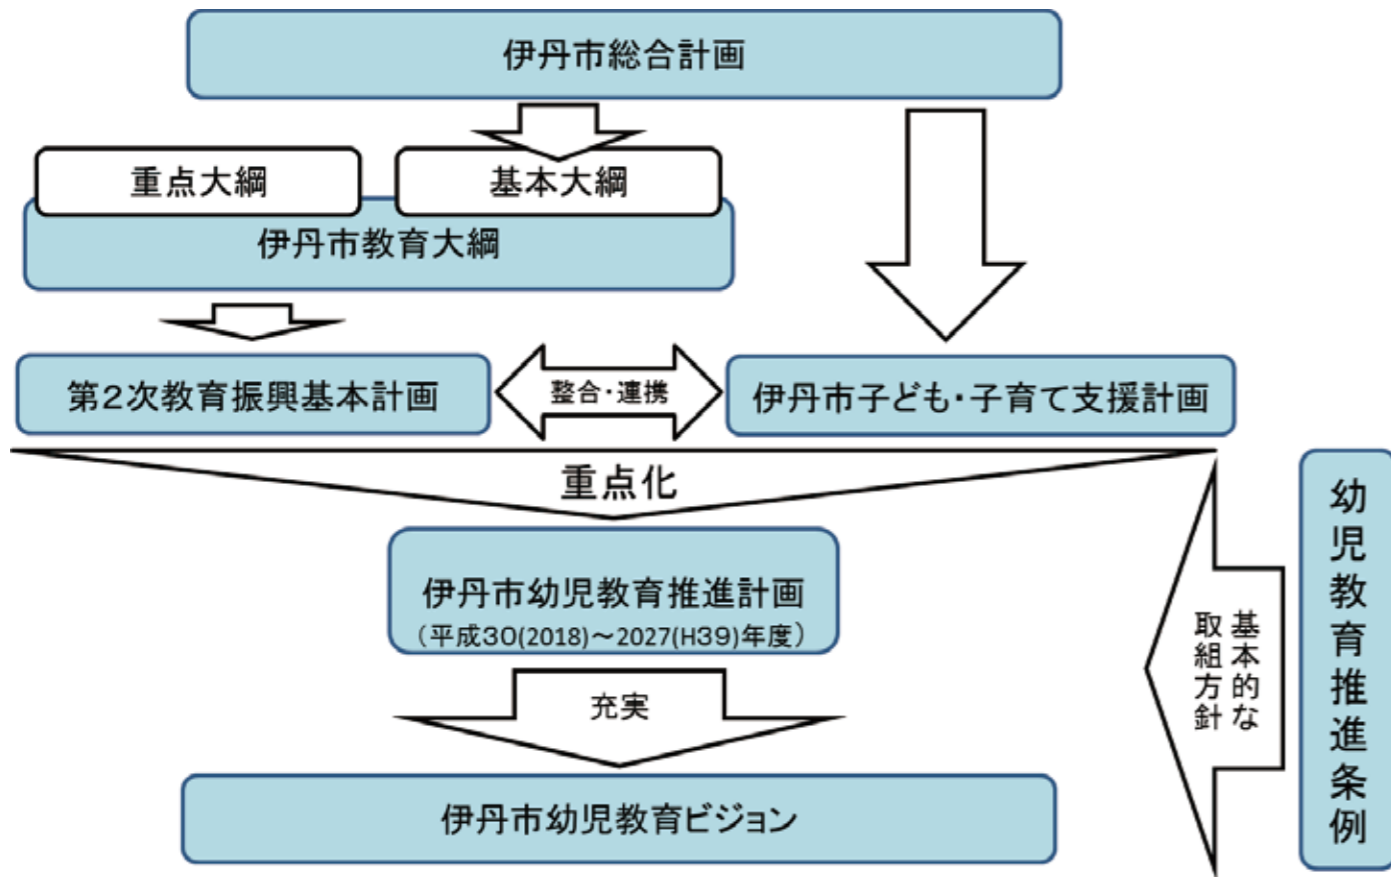 伊丹市総合計画
重点大綱
基本大綱
伊丹市教育大綱
第２次教育振興基本計画
整合・連携
伊丹市子ども・子育て支援計画
重点化
伊丹市幼児教育推進計画
（平成３０(2018)～2027(H３９)年度）
充実
伊丹市幼児教育ビジョン
基本的な
取組方針
幼児教育推進条例